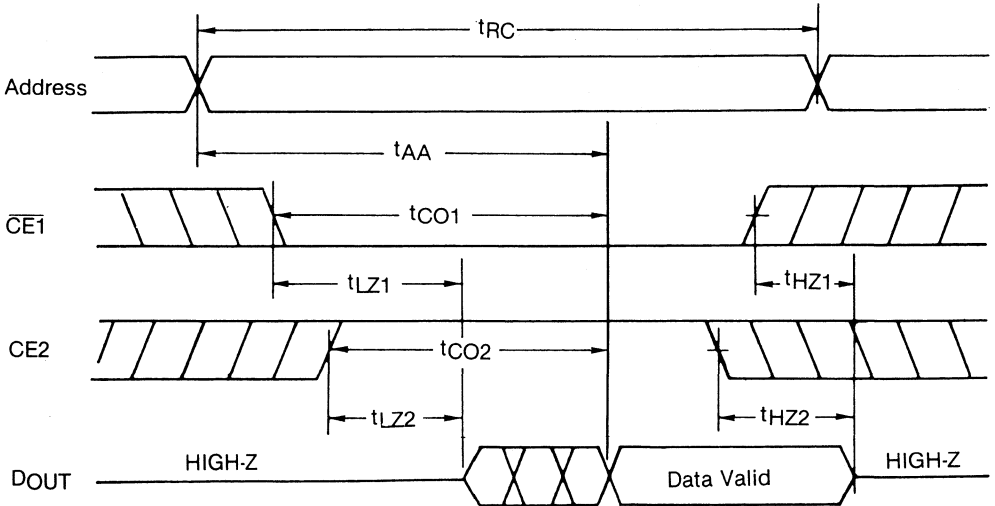 tRC
Address
tAA
CE1
tCO1
tLZ1
tHZ1
CE2
tCO2
tLZ2
tHZ2
DOUT
HIGH-Z
Data Valid
HIGH-Z